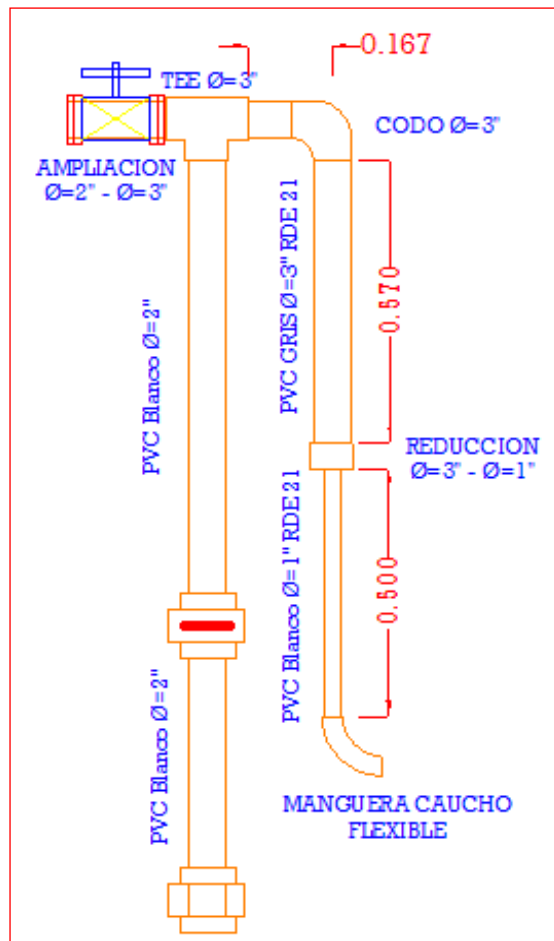 0.167
TEE Ø=3"
CODO Ø=3"
AMPLIACION
Ø=2" - Ø=3"
PVC Blanco Ø=2"
PVC GRIS Ø=3" RDE 21
0.570
REDUCCION
Ø=3" - Ø=1"
PVC Blanco Ø=1" RDE 21
0.500
PVC Blanco Ø=2"
MANGUERA CAUCHO
FLEXIBLE